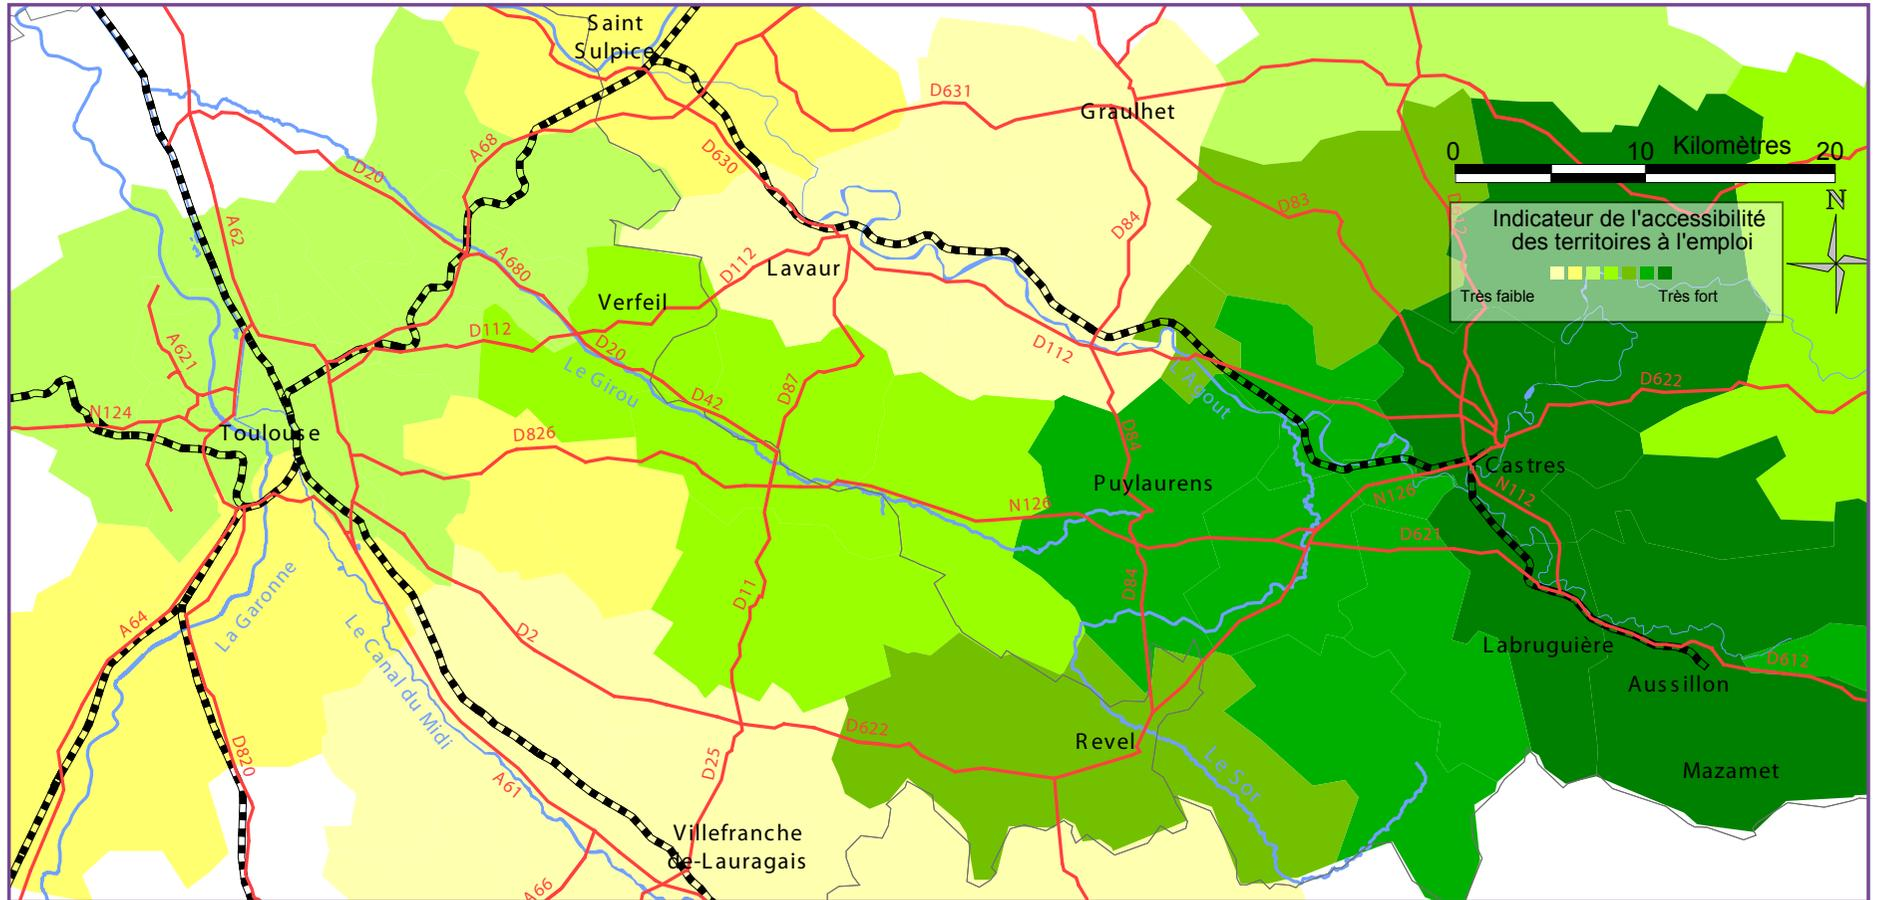 Saint
Sulpice
D631
Graulhet
0 10 Kilomètres 20
N
A68
D630
D20
D83
D612
A62
D84
Indicateur de l'accessibilité
des territoires à l'emploi
Très faible Très fort
A680
D112
Lavaur
Verfeil
D112
D20
D112
A621
Le Girou
D42
D87
L'Agout
D622
N124
Toulouse
D826
D84
Castres
Puylaurens
N126
N126
N112
D621
La Garonne
D11
D84
A64
Le Canal du Midi
D2
Labruguière
D612
Aussillon
D820
D622
Revel
D25
Le Sor
Mazamet
A61
Villefranche
de-Lauragais
A66